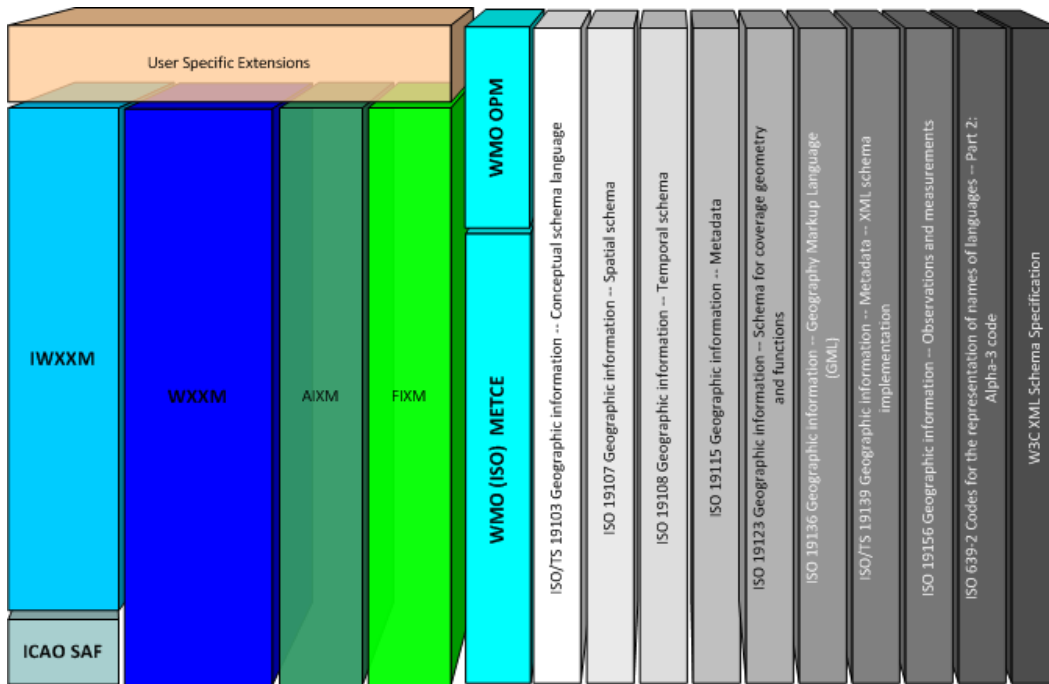 User Specific Extensions
IWXXM
ICAO SAF
WXXM
AIXM
FIXM
WMO OPM
WMO (ISO)  METCE
ISO/TS 19103 Geographic information -- Conceptual schema language
ISO 19107 Geographic information -- Spatial schema
ISO 19108 Geographic information -- Temporal schema
ISO 19115 Geographic information -- Metadata
ISO 19123 Geographic information -- Schema for coverage geometry
and functions
ISO 19136 Geographic information -- Geography Markup Language
(GML)
ISO/TS 19139 Geographic information -- Metadata -- XML schema
implementation
ISO 19156 Geographic information -- Observations and measurements
ISO 639-2 Codes for the representation of names of languages -- Part 2:
Alpha-3 code
W3C XML Schema Specification